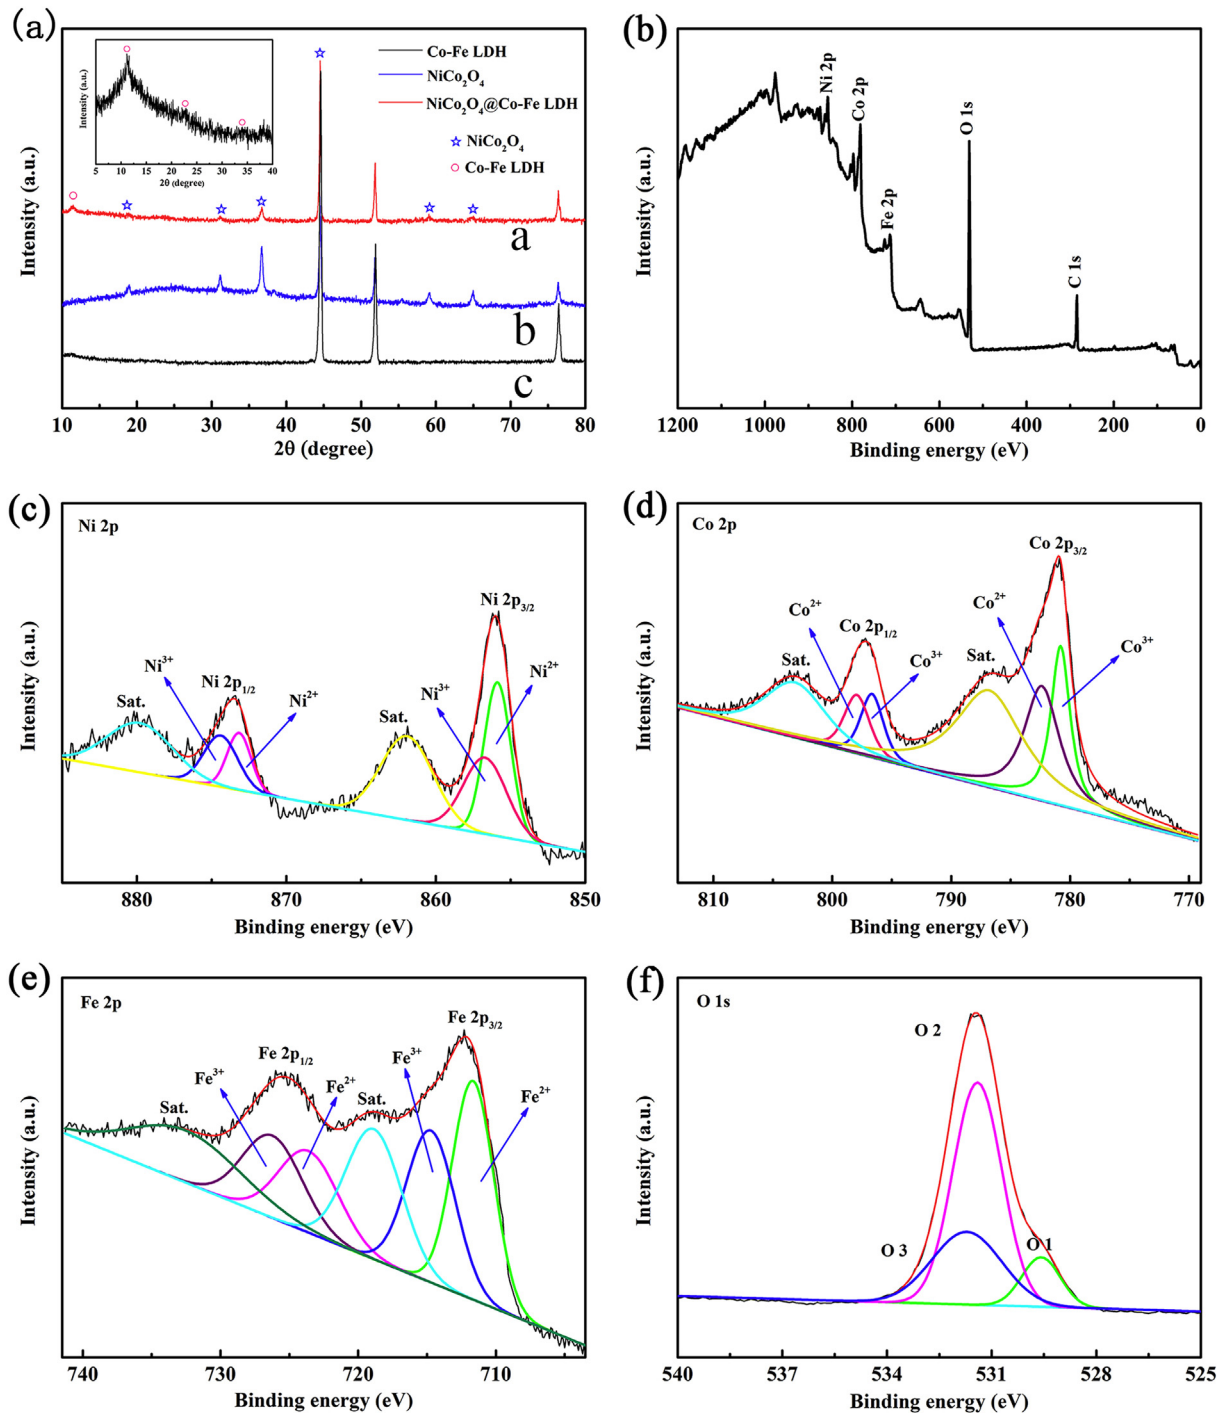 (a)
Co-Fe LDH
NiCo₂O₄
NiCo₂O₄@Co-Fe LDH
☆ NiCo₂O₄
○ Co-Fe LDH
Intensity (a.u.)
5 10 15 20 25 30 35 40
2θ (degree)
a
b
c
Intensity (a.u.)
10 20 30 40 50 60 70 80
2θ (degree)
(b)
Ni 2p
Co 2p
Fe 2p
O 1s
C 1s
Intensity (a.u.)
1200 1000 800 600 400 200 0
Binding energy (eV)
(c)
Ni 2p
Ni 2p₃/₂
Ni³⁺
Ni 2p₁/₂
Ni²⁺
Sat.
Ni²⁺
Ni³⁺
Sat.
Intensity (a.u.)
880 870 860 850
Binding energy (eV)
(d)
Co 2p
Co 2p₃/₂
Co²⁺
Co 2p₁/₂
Co²⁺
Co³⁺
Sat.
Co³⁺
Sat.
Intensity (a.u.)
810 800 790 780 770
Binding energy (eV)
(e)
Fe 2p
Fe 2p₃/₂
Fe 2p₁/₂
Fe³⁺
Fe³⁺
Fe²⁺
Sat.
Fe²⁺
Sat.
Intensity (a.u.)
740 730 720 710
Binding energy (eV)
(f)
O 1s
O 2
O 3
O 1
Intensity (a.u.)
540 537 534 531 528 525
Binding energy (eV)